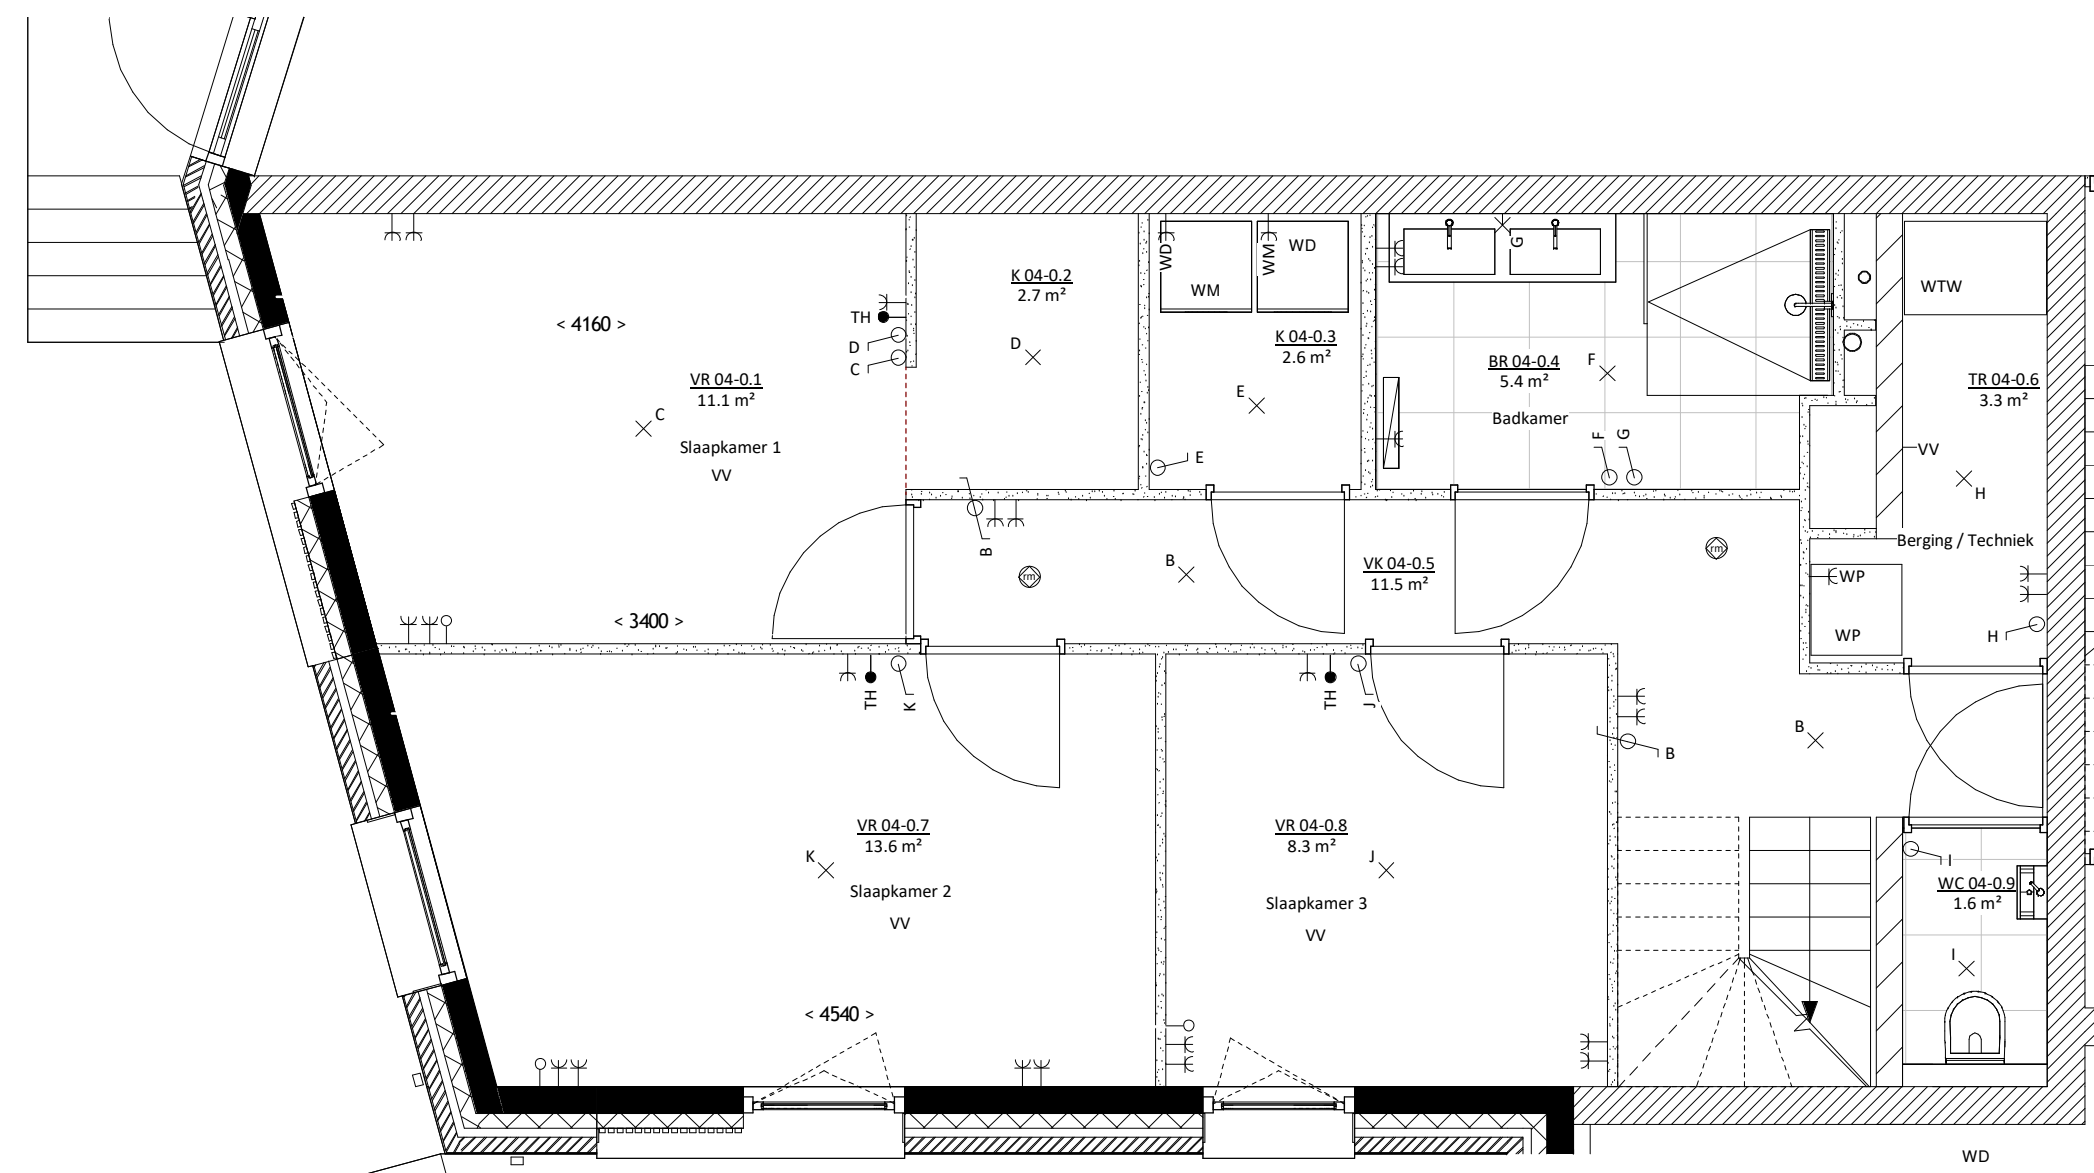 WD
WM
WD
WM
G
K 04-0.2
2.7 m²
WTW
< 4160 >
TH
D
C
D
K 04-0.3
2.6 m²
E
BR 04-0.4
5.4 m²
F
Badkamer
VR 04-0.1
11.1 m²
C
Slaapkamer 1
VV
TR 04-0.6
3.3 m²
F
G
E
VV
H
B
B
rm
rm
VK 04-0.5
11.5 m²
Berging / Techniek
WP
WP
H
< 3400 >
TH
K
TH
J
B
B
VR 04-0.7
13.6 m²
K
Slaapkamer 2
VV
VR 04-0.8
8.3 m²
J
Slaapkamer 3
VV
I
WC 04-0.9
1.6 m²
I
< 4540 >
WD